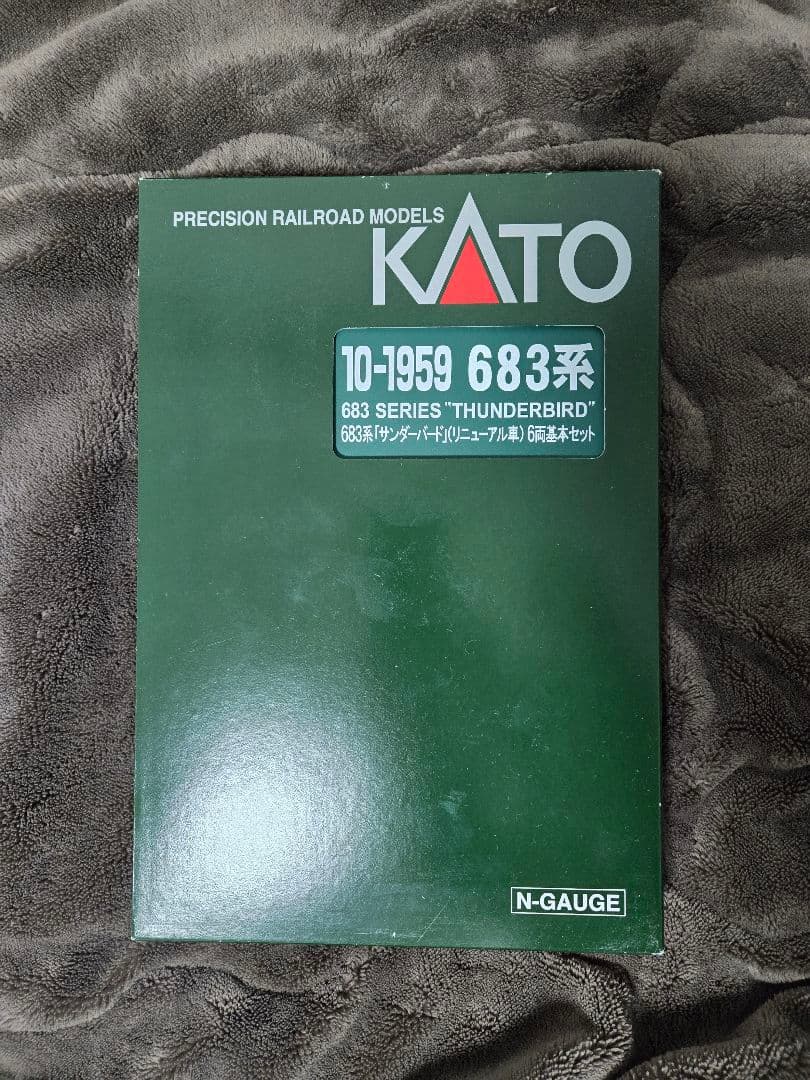 PRECISION RAILROAD MODELS
KATO
10-1959 683系
683 SERIES "THUNDERBIRD"
683系「サンダーバード」(リニューアル車) 6両基本セット
N-GAUGE